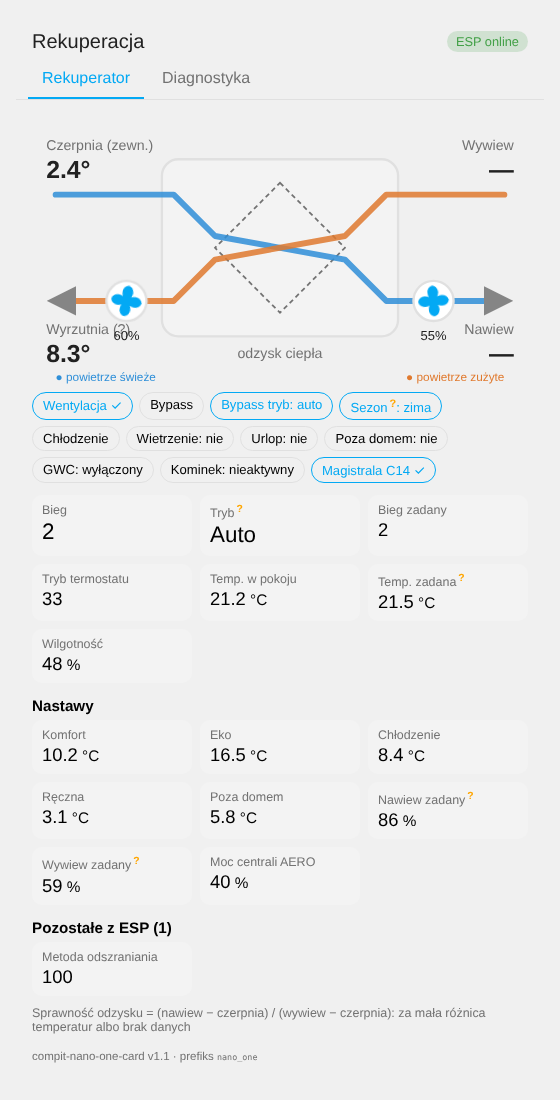 Rekuperacja
ESP online
Rekuperator Diagnostyka
Czerpnia (zewn.) Wywiew
2.4° —
Wyrzutnia (?) Nawiew
60% 55%
8.3° —
odzysk ciepła
● powietrze świeże ● powietrze zużyte
Wentylacja ✓ Bypass Bypass tryb: auto Sezon?: zima
Chłodzenie Wietrzenie: nie Urlop: nie Poza domem: nie
GWC: wyłączony Kominek: nieaktywny Magistrala C14 ✓
Bieg Tryb? Bieg zadany
2 Auto 2
Tryb termostatu Temp. w pokoju Temp. zadana?
33 21.2 °C 21.5 °C
Wilgotność
48 %
Nastawy
Komfort Eko Chłodzenie
10.2 °C 16.5 °C 8.4 °C
Ręczna Poza domem Nawiew zadany?
3.1 °C 5.8 °C 86 %
Wywiew zadany? Moc centrali AERO
59 % 40 %
Pozostałe z ESP (1)
Metoda odszraniania
100
Sprawność odzysku = (nawiew − czerpnia) / (wywiew − czerpnia): za mała różnica
temperatur albo brak danych
compit-nano-one-card v1.1 · prefiks nano_one